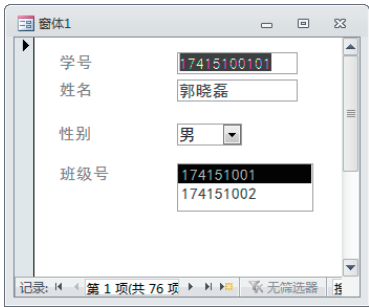 窗体1
学号 17415100101
姓名 郭晓磊
性别 男
班级号 174151001
174151002
记录: 第 1 项(共 76 项 无筛选器